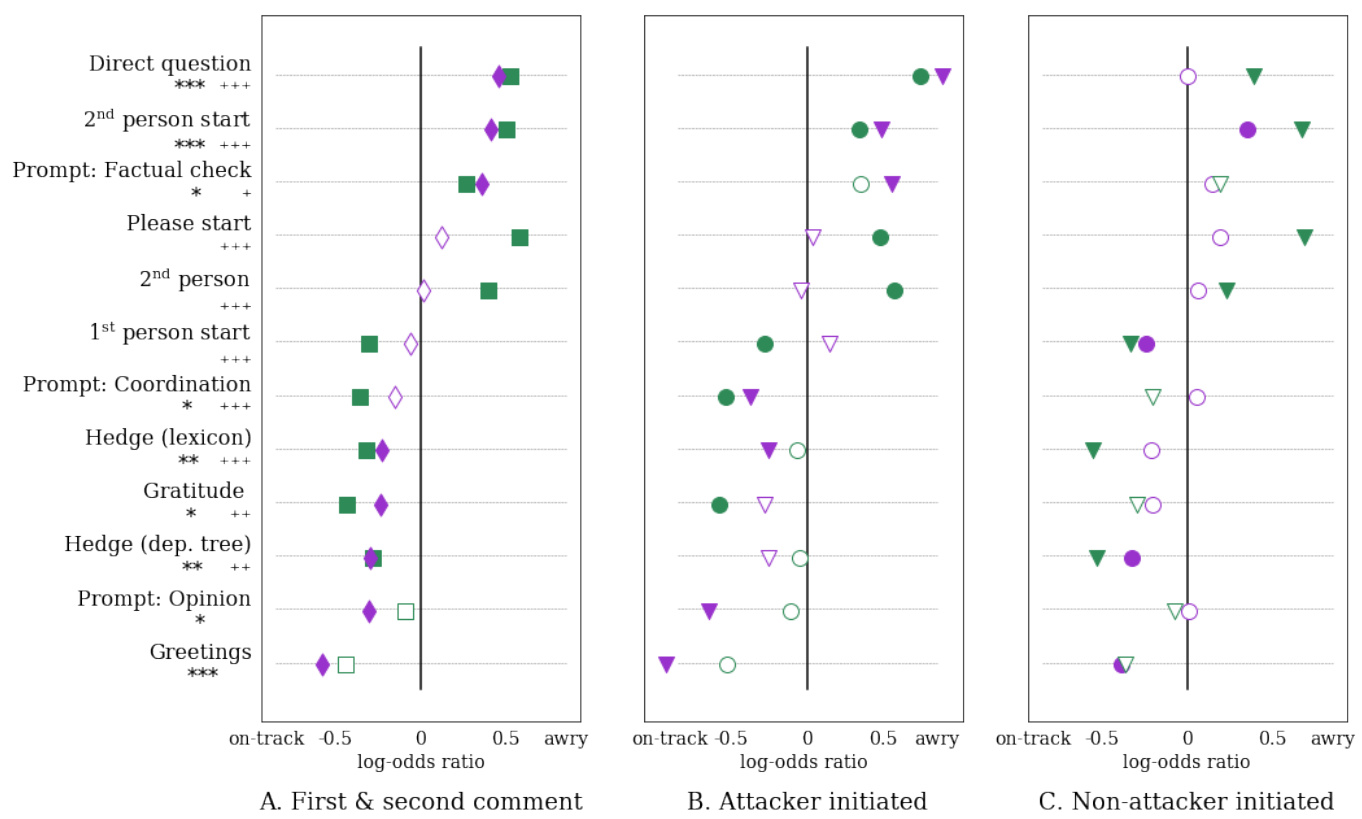 Direct question
*** +++
2nd person start
*** +++
Prompt: Factual check
* +
Please start
+++
2nd person
+++
1st person start
+++
Prompt: Coordination
* +++
Hedge (lexicon)
** +++
Gratitude
* ++
Hedge (dep. tree)
** ++
Prompt: Opinion
*
Greetings
***
on-track -0.5 0 0.5 awry
log-odds ratio
A. First & second comment
on-track -0.5 0 0.5 awry
log-odds ratio
B. Attacker initiated
on-track -0.5 0 0.5 awry
log-odds ratio
C. Non-attacker initiated